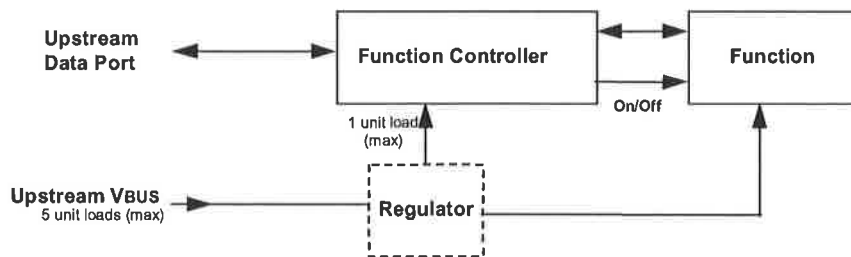 Upstream
Data Port
Function Controller
Function
On/Off
1 unit load
(max)
Upstream VBUS
5 unit loads (max)
Regulator